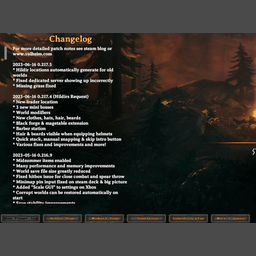 Changelog
For more detailed patch notes see steam blog or
www.valheim.com
2023-06-16 0.217.5
* Hildir locations automatically generate for old
worlds
* Fixed dedicated server showing up incorrectly
* Missing grass fixed
2023-06-16 0.217.4 (Hildirs Request)
* New trader location
* 3 new mini bosses
* World modifiers
* New clothes, hats, hair, beards
* Black forge & magetable extension
* Barber station
* Hair & beards visible when equipping helmets
* Quick stack, manual snapping & skip intro button
* Various fixes and improvements and more!
2023-05-16 0.216.9
* Midsummer items enabled
* Many performance and memory improvements
* World save file size greatly reduced
* Fixed hitbox issue for close combat and spear throw
* Minimap pin input fixed on steam deck & big picture
* Added "Scale GUI" to settings on Xbox
* Corrupt worlds can be restored automatically on
start